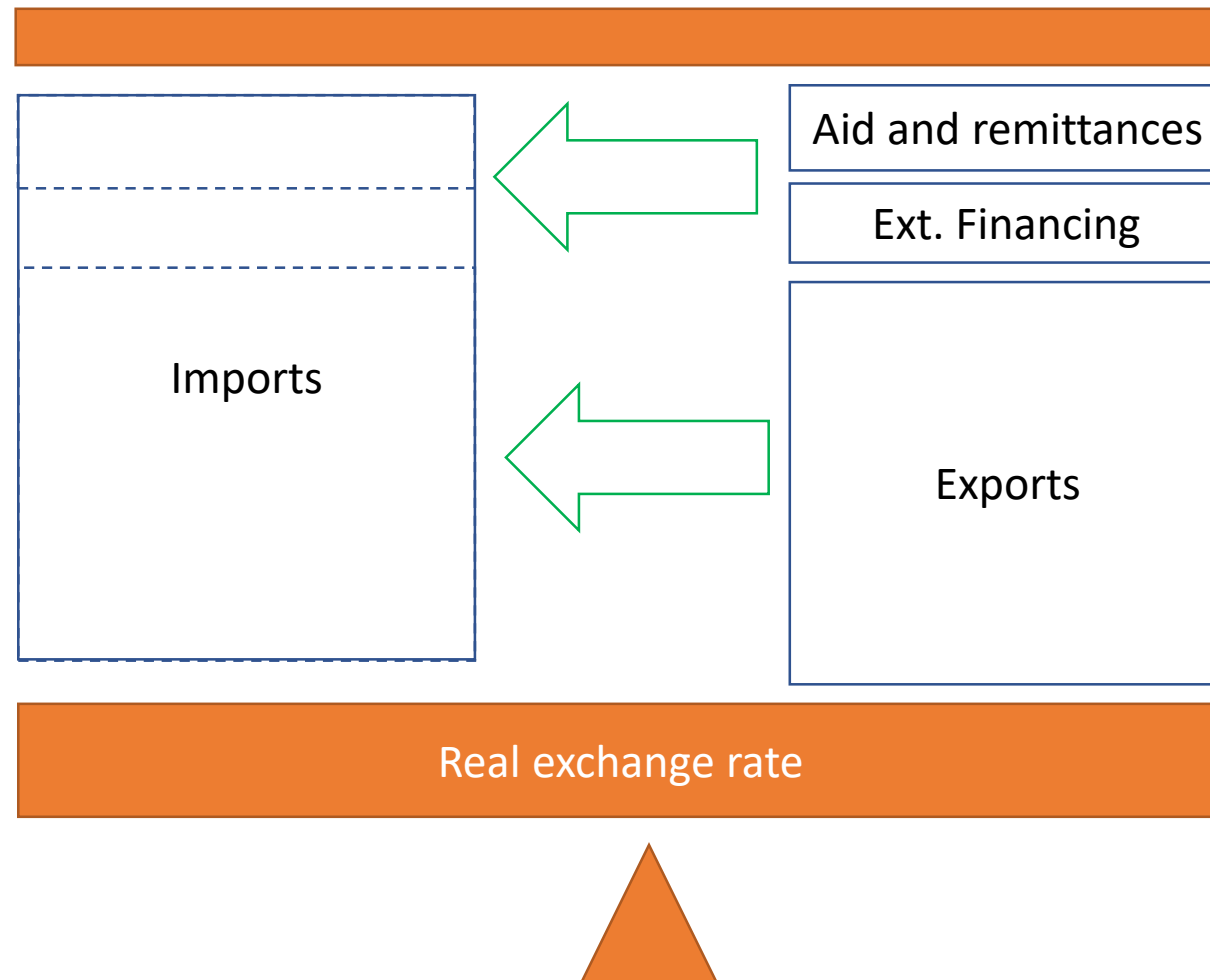 Aid and remittances
Ext. Financing
Imports
Exports
Real exchange rate